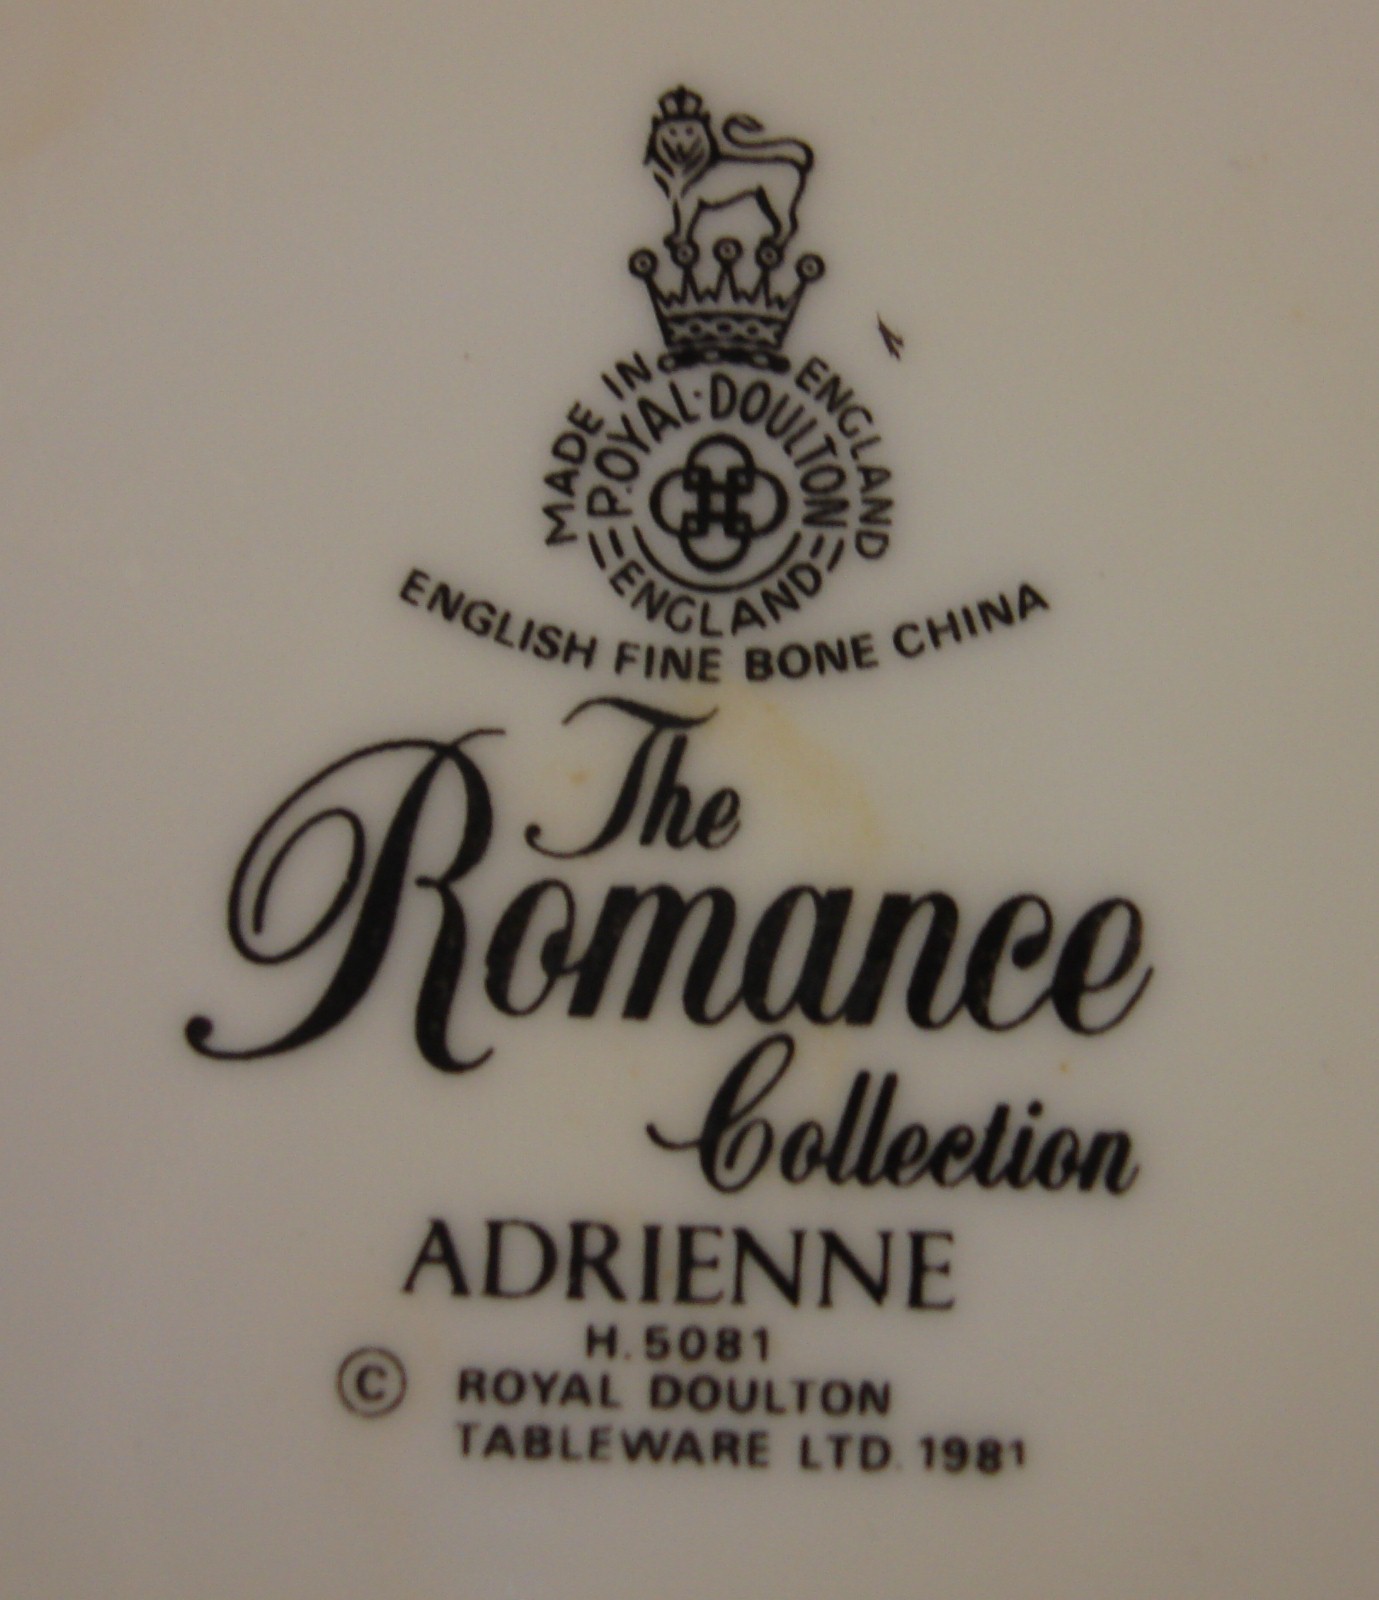 MADE IN ENGLAND
ROYAL DOULTON
ENGLAND
ENGLISH FINE BONE CHINA
The
Romance
Collection
ADRIENNE
H.5081
© ROYAL DOULTON
TABLEWARE LTD. 1981